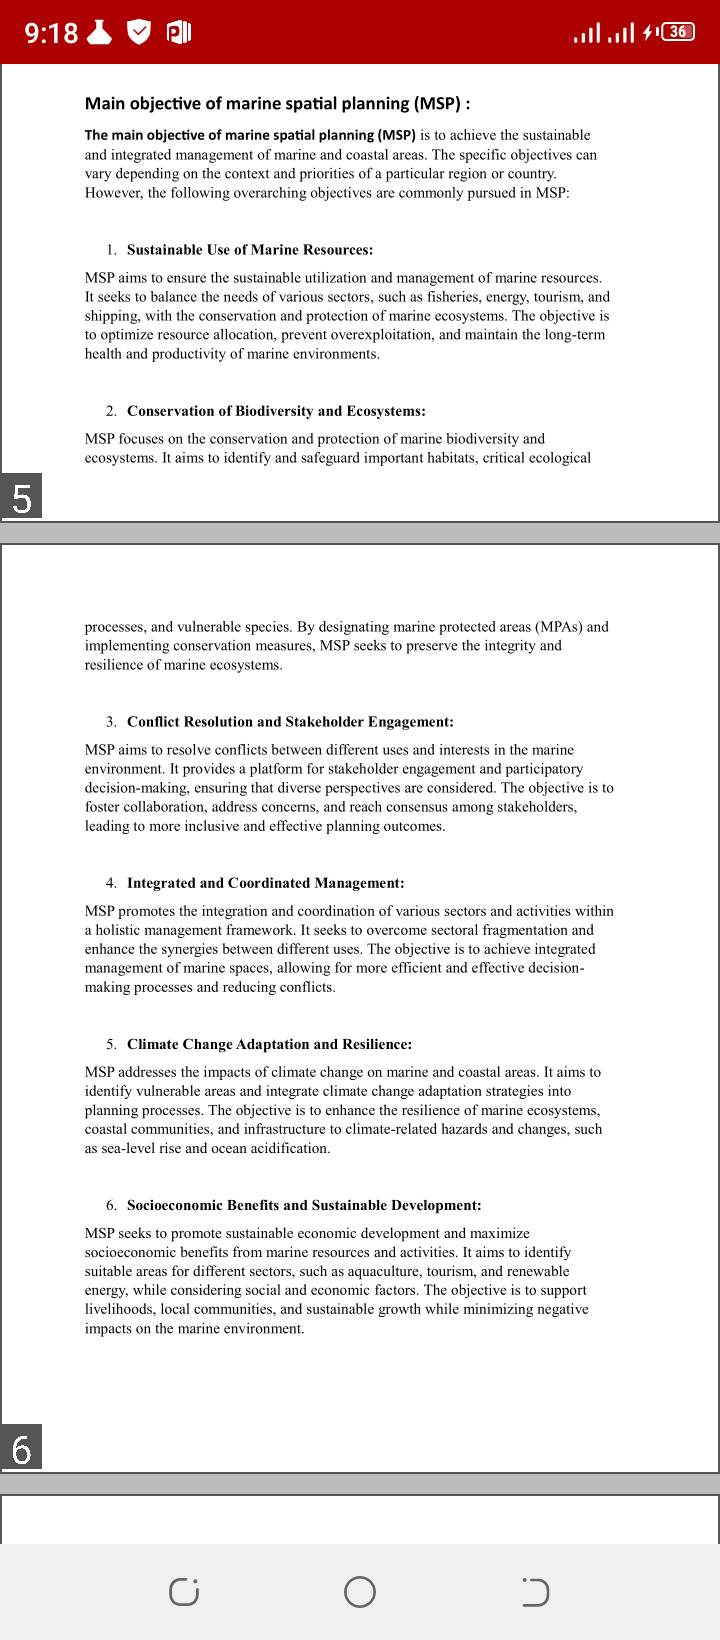 9:18
36
Main objective of marine spatial planning (MSP) :
The main objective of marine spatial planning (MSP) is to achieve the sustainable
and integrated management of marine and coastal areas. The specific objectives can
vary depending on the context and priorities of a particular region or country.
However, the following overarching objectives are commonly pursued in MSP:
1. Sustainable Use of Marine Resources:
MSP aims to ensure the sustainable utilization and management of marine resources.
It seeks to balance the needs of various sectors, such as fisheries, energy, tourism, and
shipping, with the conservation and protection of marine ecosystems. The objective is
to optimize resource allocation, prevent overexploitation, and maintain the long-term
health and productivity of marine environments.
2. Conservation of Biodiversity and Ecosystems:
MSP focuses on the conservation and protection of marine biodiversity and
ecosystems. It aims to identify and safeguard important habitats, critical ecological
5
processes, and vulnerable species. By designating marine protected areas (MPAs) and
implementing conservation measures, MSP seeks to preserve the integrity and
resilience of marine ecosystems.
3. Conflict Resolution and Stakeholder Engagement:
MSP aims to resolve conflicts between different uses and interests in the marine
environment. It provides a platform for stakeholder engagement and participatory
decision-making, ensuring that diverse perspectives are considered. The objective is to
foster collaboration, address concerns, and reach consensus among stakeholders,
leading to more inclusive and effective planning outcomes.
4. Integrated and Coordinated Management:
MSP promotes the integration and coordination of various sectors and activities within
a holistic management framework. It seeks to overcome sectoral fragmentation and
enhance the synergies between different uses. The objective is to achieve integrated
management of marine spaces, allowing for more efficient and effective decision-
making processes and reducing conflicts.
5. Climate Change Adaptation and Resilience:
MSP addresses the impacts of climate change on marine and coastal areas. It aims to
identify vulnerable areas and integrate climate change adaptation strategies into
planning processes. The objective is to enhance the resilience of marine ecosystems,
coastal communities, and infrastructure to climate-related hazards and changes, such
as sea-level rise and ocean acidification.
6. Socioeconomic Benefits and Sustainable Development:
MSP seeks to promote sustainable economic development and maximize
socioeconomic benefits from marine resources and activities. It aims to identify
suitable areas for different sectors, such as aquaculture, tourism, and renewable
energy, while considering social and economic factors. The objective is to support
livelihoods, local communities, and sustainable growth while minimizing negative
impacts on the marine environment.
6